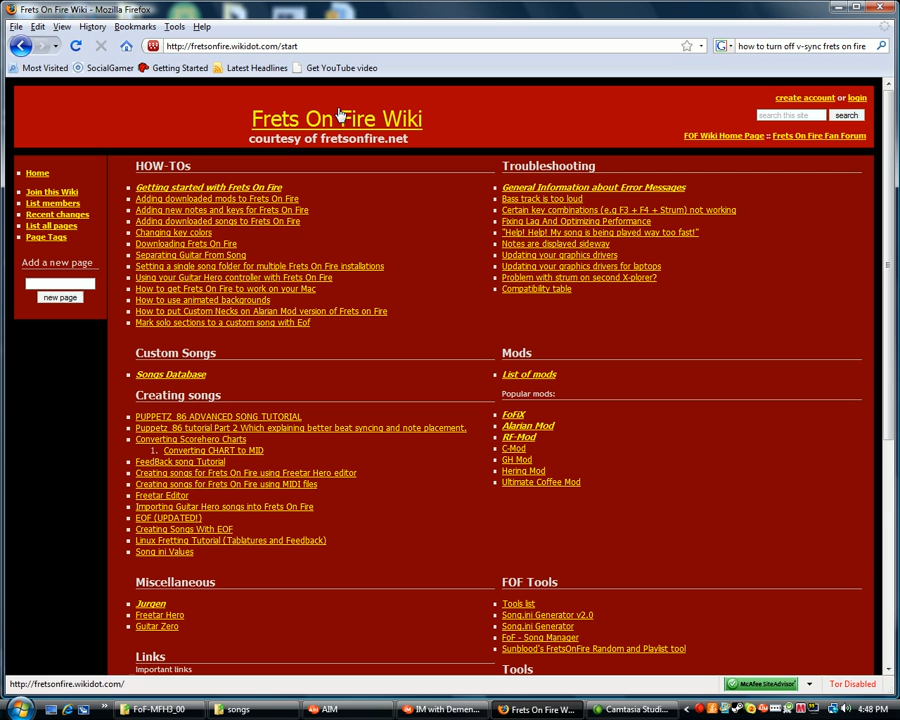 Frets On Fire Wiki - Mozilla Firefox
File Edit View History Bookmarks Tools Help
http://fretsonfire.wikidot.com/start
how to turn off v-sync frets on fire
Most Visited SocialGamer Getting Started Latest Headlines Get YouTube video
create account or login
Frets On Fire Wiki
courtesy of fretsonfire.net
search this site search
FOF Wiki Home Page :: Frets On Fire Fan Forum
Home
Join this Wiki
List members
Recent changes
List all pages
Page Tags
Add a new page
new page
HOW-TOs
Getting started with Frets On Fire
Adding downloaded mods to Frets On Fire
Adding new notes and keys for Frets On Fire
Adding downloaded songs to Frets On Fire
Changing key colors
Downloading Frets On Fire
Separating Guitar From Song
Setting a single song folder for multiple Frets On Fire installations
Using your Guitar Hero controller with Frets On Fire
How to get Frets On Fire to work on your Mac
How to use animated backgrounds
How to put Custom Necks on Alarian Mod version of Frets on Fire
Mark solo sections to a custom song with Eof
Troubleshooting
General Information about Error Messages
Bass track is too loud
Certain key combinations (e.g F3 + F4 + Strum) not working
Fixing Lag And Optimizing Performance
"Help! Help! My song is being played way too fast!"
Notes are displayed sideway
Updating your graphics drivers
Updating your graphics drivers for laptops
Problem with strum on second X-plorer?
Compatibility table
Custom Songs
Songs Database
Creating songs
PUPPETZ_86 ADVANCED SONG TUTORIAL
Puppetz_86 tutorial Part 2 Which explaining better beat syncing and note placement.
Converting Scorehero Charts
1. Converting CHART to MID
FeedBack song Tutorial
Creating songs for Frets On Fire using Freetar Hero editor
Creating songs for Frets On Fire using MIDI files
Freetar Editor
Importing Guitar Hero songs into Frets On Fire
EOF (UPDATED!)
Creating Songs With EOF
Linux Fretting Tutorial (Tablatures and Feedback)
Song ini Values
Mods
List of mods
Popular mods:
FoFiX
Alarian Mod
RF-Mod
C-Mod
GH Mod
Hering Mod
Ultimate Coffee Mod
Miscellaneous
Jurgen
Freetar Hero
Guitar Zero
Links
Important links
FOF Tools
Tools list
Song.ini Generator v2.0
Song.ini Generator
FoF - Song Manager
Sunblood's FretsOnFire Random and Playlist tool
Tools
http://fretsonfire.wikidot.com/
McAfee SiteAdvisor
Tor Disabled
FoF-MFH3_00 songs AIM IM with Demen... Frets On Fire W... Camtasia Studi... 4:48 PM